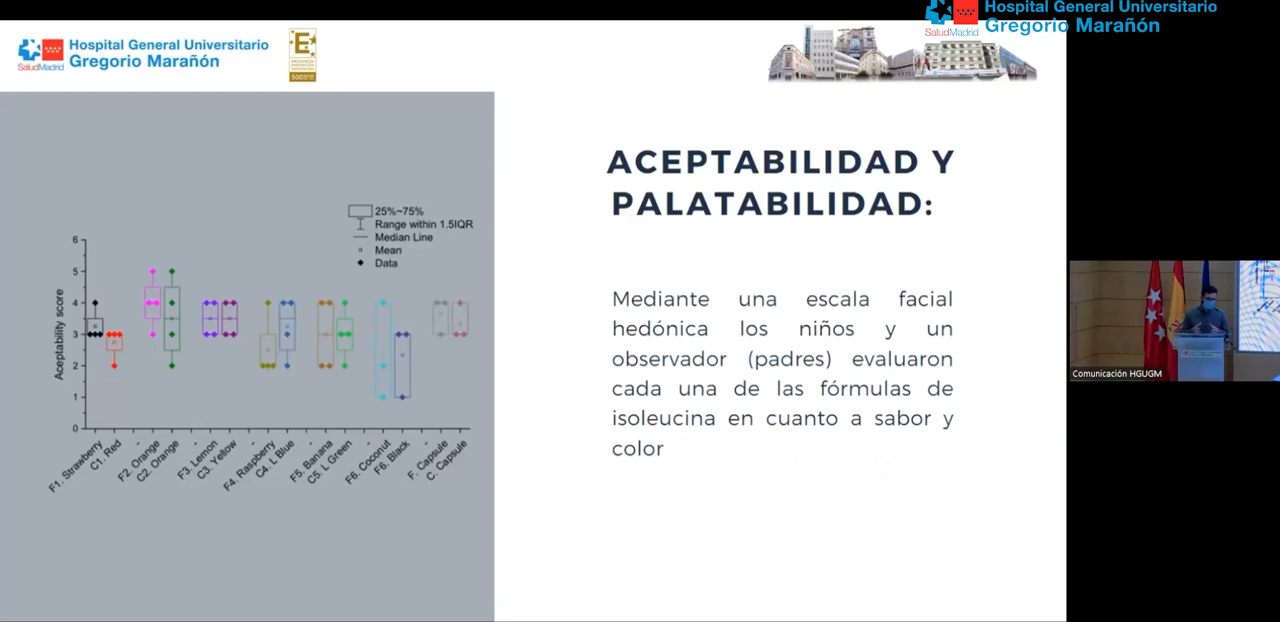 Hospital General Universitario
Gregorio Marañón
SaludMadrid
Hospital General Universitario
Gregorio Marañón
SaludMadrid
ACEPTABILIDAD Y
PALATABILIDAD:
Mediante una escala facial
hedónica los niños y un
observador (padres) evaluaron
cada una de las fórmulas de
isoleucina en cuanto a sabor y
color
25%~75%
Range within 1.5IQR
Median Line
Mean
Data
Acceptability score
6
5
4
3
2
1
0
F1. Strawberry
C1. Red
-
F2. Orange
C2. Orange
-
F3. Lemon
C3. Yellow
-
F4. Raspberry
C4. L Blue
-
F5. Banana
C5. L Green
-
F6. Coconut
F6. Black
-
F. Capsule
C. Capsule
Comunicación HGUGM